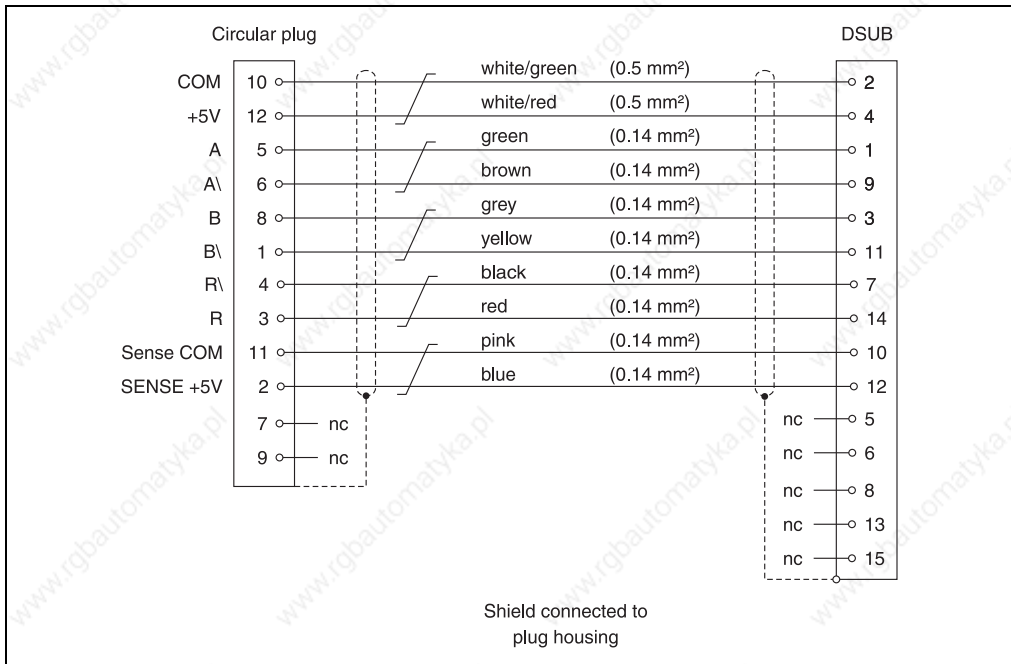 Circular plug DSUB
COM 10 white/green (0.5 mm²) 2
+5V 12 white/red (0.5 mm²) 4
A 5 green (0.14 mm²) 1
A\ 6 brown (0.14 mm²) 9
B 8 grey (0.14 mm²) 3
B\ 1 yellow (0.14 mm²) 11
R\ 4 black (0.14 mm²) 7
R 3 red (0.14 mm²) 14
Sense COM 11 pink (0.14 mm²) 10
SENSE +5V 2 blue (0.14 mm²) 12
7 nc nc 5
9 nc nc 6
nc 8
nc 13
nc 15
Shield connected to
plug housing
www.rgbautomatyka.pl